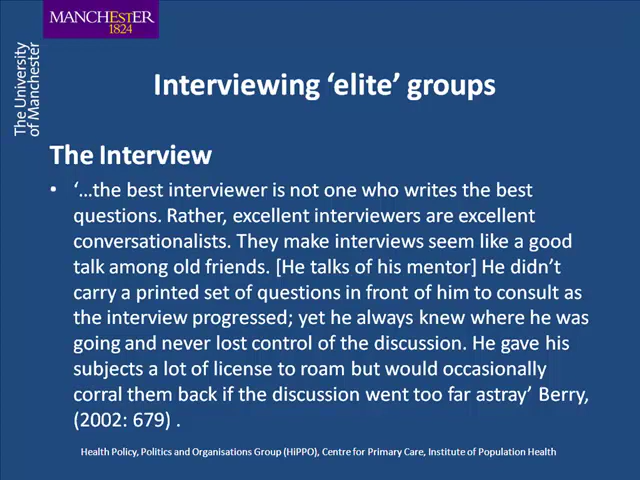 MANCHESTER
1824
The University
of Manchester
Interviewing ‘elite’ groups
The Interview
• ‘…the best interviewer is not one who writes the best
questions. Rather, excellent interviewers are excellent
conversationalists. They make interviews seem like a good
talk among old friends. [He talks of his mentor] He didn’t
carry a printed set of questions in front of him to consult as
the interview progressed; yet he always knew where he was
going and never lost control of the discussion. He gave his
subjects a lot of license to roam but would occasionally
corral them back if the discussion went too far astray’ Berry,
(2002: 679) .
Health Policy, Politics and Organisations Group (HiPPO), Centre for Primary Care, Institute of Population Health